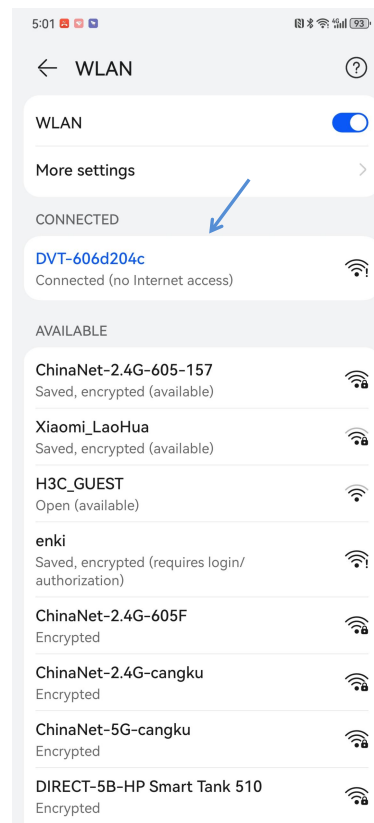 5:01
93
WLAN
WLAN
More settings
CONNECTED
DVT-606d204c
Connected (no Internet access)
AVAILABLE
ChinaNet-2.4G-605-157
Saved, encrypted (available)
Xiaomi_LaoHua
Saved, encrypted (available)
H3C_GUEST
Open (available)
enki
Saved, encrypted (requires login/
authorization)
ChinaNet-2.4G-605F
Encrypted
ChinaNet-2.4G-cangku
Encrypted
ChinaNet-5G-cangku
Encrypted
DIRECT-5B-HP Smart Tank 510
Encrypted